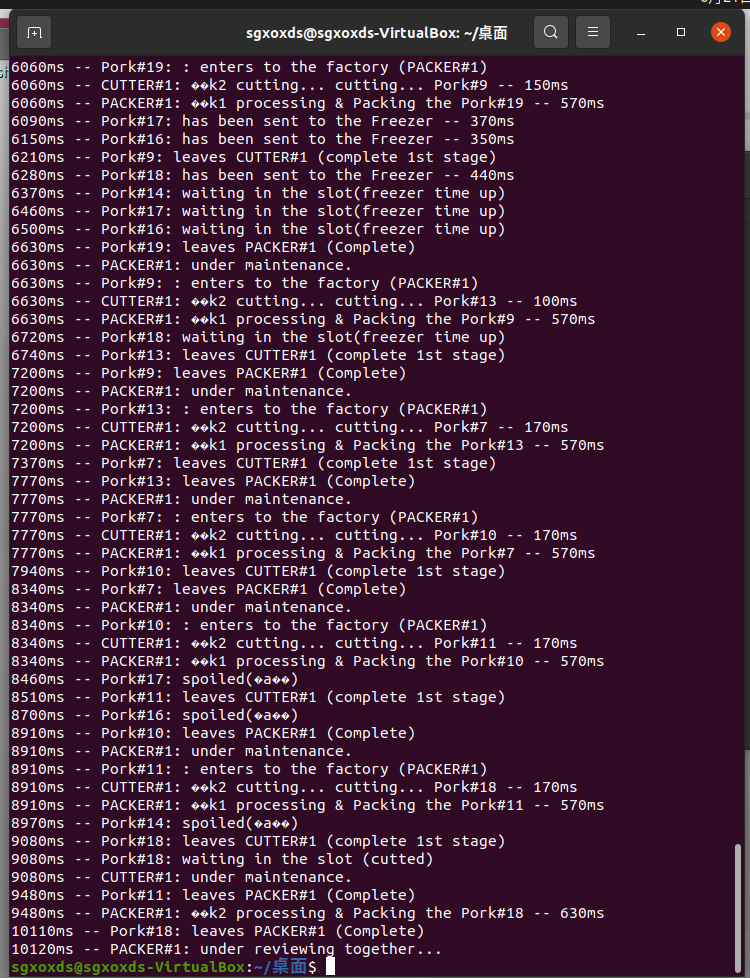 sgxoxds@sgxoxds-VirtualBox: ~/桌面
6060ms -- Pork#19: : enters to the factory (PACKER#1)
6060ms -- CUTTER#1: ��k2 cutting... cutting... Pork#9 -- 150ms
6060ms -- PACKER#1: ��k1 processing & Packing the Pork#19 -- 570ms
6090ms -- Pork#17: has been sent to the Freezer -- 370ms
6150ms -- Pork#16: has been sent to the Freezer -- 350ms
6210ms -- Pork#9: leaves CUTTER#1 (complete 1st stage)
6280ms -- Pork#18: has been sent to the Freezer -- 440ms
6370ms -- Pork#14: waiting in the slot(freezer time up)
6460ms -- Pork#17: waiting in the slot(freezer time up)
6500ms -- Pork#16: waiting in the slot(freezer time up)
6630ms -- Pork#19: leaves PACKER#1 (Complete)
6630ms -- PACKER#1: under maintenance.
6630ms -- Pork#9: : enters to the factory (PACKER#1)
6630ms -- CUTTER#1: ��k2 cutting... cutting... Pork#13 -- 100ms
6630ms -- PACKER#1: ��k1 processing & Packing the Pork#9 -- 570ms
6720ms -- Pork#18: waiting in the slot(freezer time up)
6740ms -- Pork#13: leaves CUTTER#1 (complete 1st stage)
7200ms -- Pork#9: leaves PACKER#1 (Complete)
7200ms -- PACKER#1: under maintenance.
7200ms -- Pork#13: : enters to the factory (PACKER#1)
7200ms -- CUTTER#1: ��k2 cutting... cutting... Pork#7 -- 170ms
7200ms -- PACKER#1: ��k1 processing & Packing the Pork#13 -- 570ms
7370ms -- Pork#7: leaves CUTTER#1 (complete 1st stage)
7770ms -- Pork#13: leaves PACKER#1 (Complete)
7770ms -- PACKER#1: under maintenance.
7770ms -- Pork#7: : enters to the factory (PACKER#1)
7770ms -- CUTTER#1: ��k2 cutting... cutting... Pork#10 -- 170ms
7770ms -- PACKER#1: ��k1 processing & Packing the Pork#7 -- 570ms
7940ms -- Pork#10: leaves CUTTER#1 (complete 1st stage)
8340ms -- Pork#7: leaves PACKER#1 (Complete)
8340ms -- PACKER#1: under maintenance.
8340ms -- Pork#10: : enters to the factory (PACKER#1)
8340ms -- CUTTER#1: ��k2 cutting... cutting... Pork#11 -- 170ms
8340ms -- PACKER#1: ��k1 processing & Packing the Pork#10 -- 570ms
8460ms -- Pork#17: spoiled(�a��)
8510ms -- Pork#11: leaves CUTTER#1 (complete 1st stage)
8700ms -- Pork#16: spoiled(�a��)
8910ms -- Pork#10: leaves PACKER#1 (Complete)
8910ms -- PACKER#1: under maintenance.
8910ms -- Pork#11: : enters to the factory (PACKER#1)
8910ms -- CUTTER#1: ��k2 cutting... cutting... Pork#18 -- 170ms
8910ms -- PACKER#1: ��k1 processing & Packing the Pork#11 -- 570ms
8970ms -- Pork#14: spoiled(�a��)
9080ms -- Pork#18: leaves CUTTER#1 (complete 1st stage)
9080ms -- Pork#18: waiting in the slot (cutted)
9080ms -- CUTTER#1: under maintenance.
9480ms -- Pork#11: leaves PACKER#1 (Complete)
9480ms -- PACKER#1: ��k2 processing & Packing the Pork#18 -- 630ms
10110ms -- Pork#18: leaves PACKER#1 (Complete)
10120ms -- PACKER#1: under reviewing together...
sgxoxds@sgxoxds-VirtualBox:~/桌面$